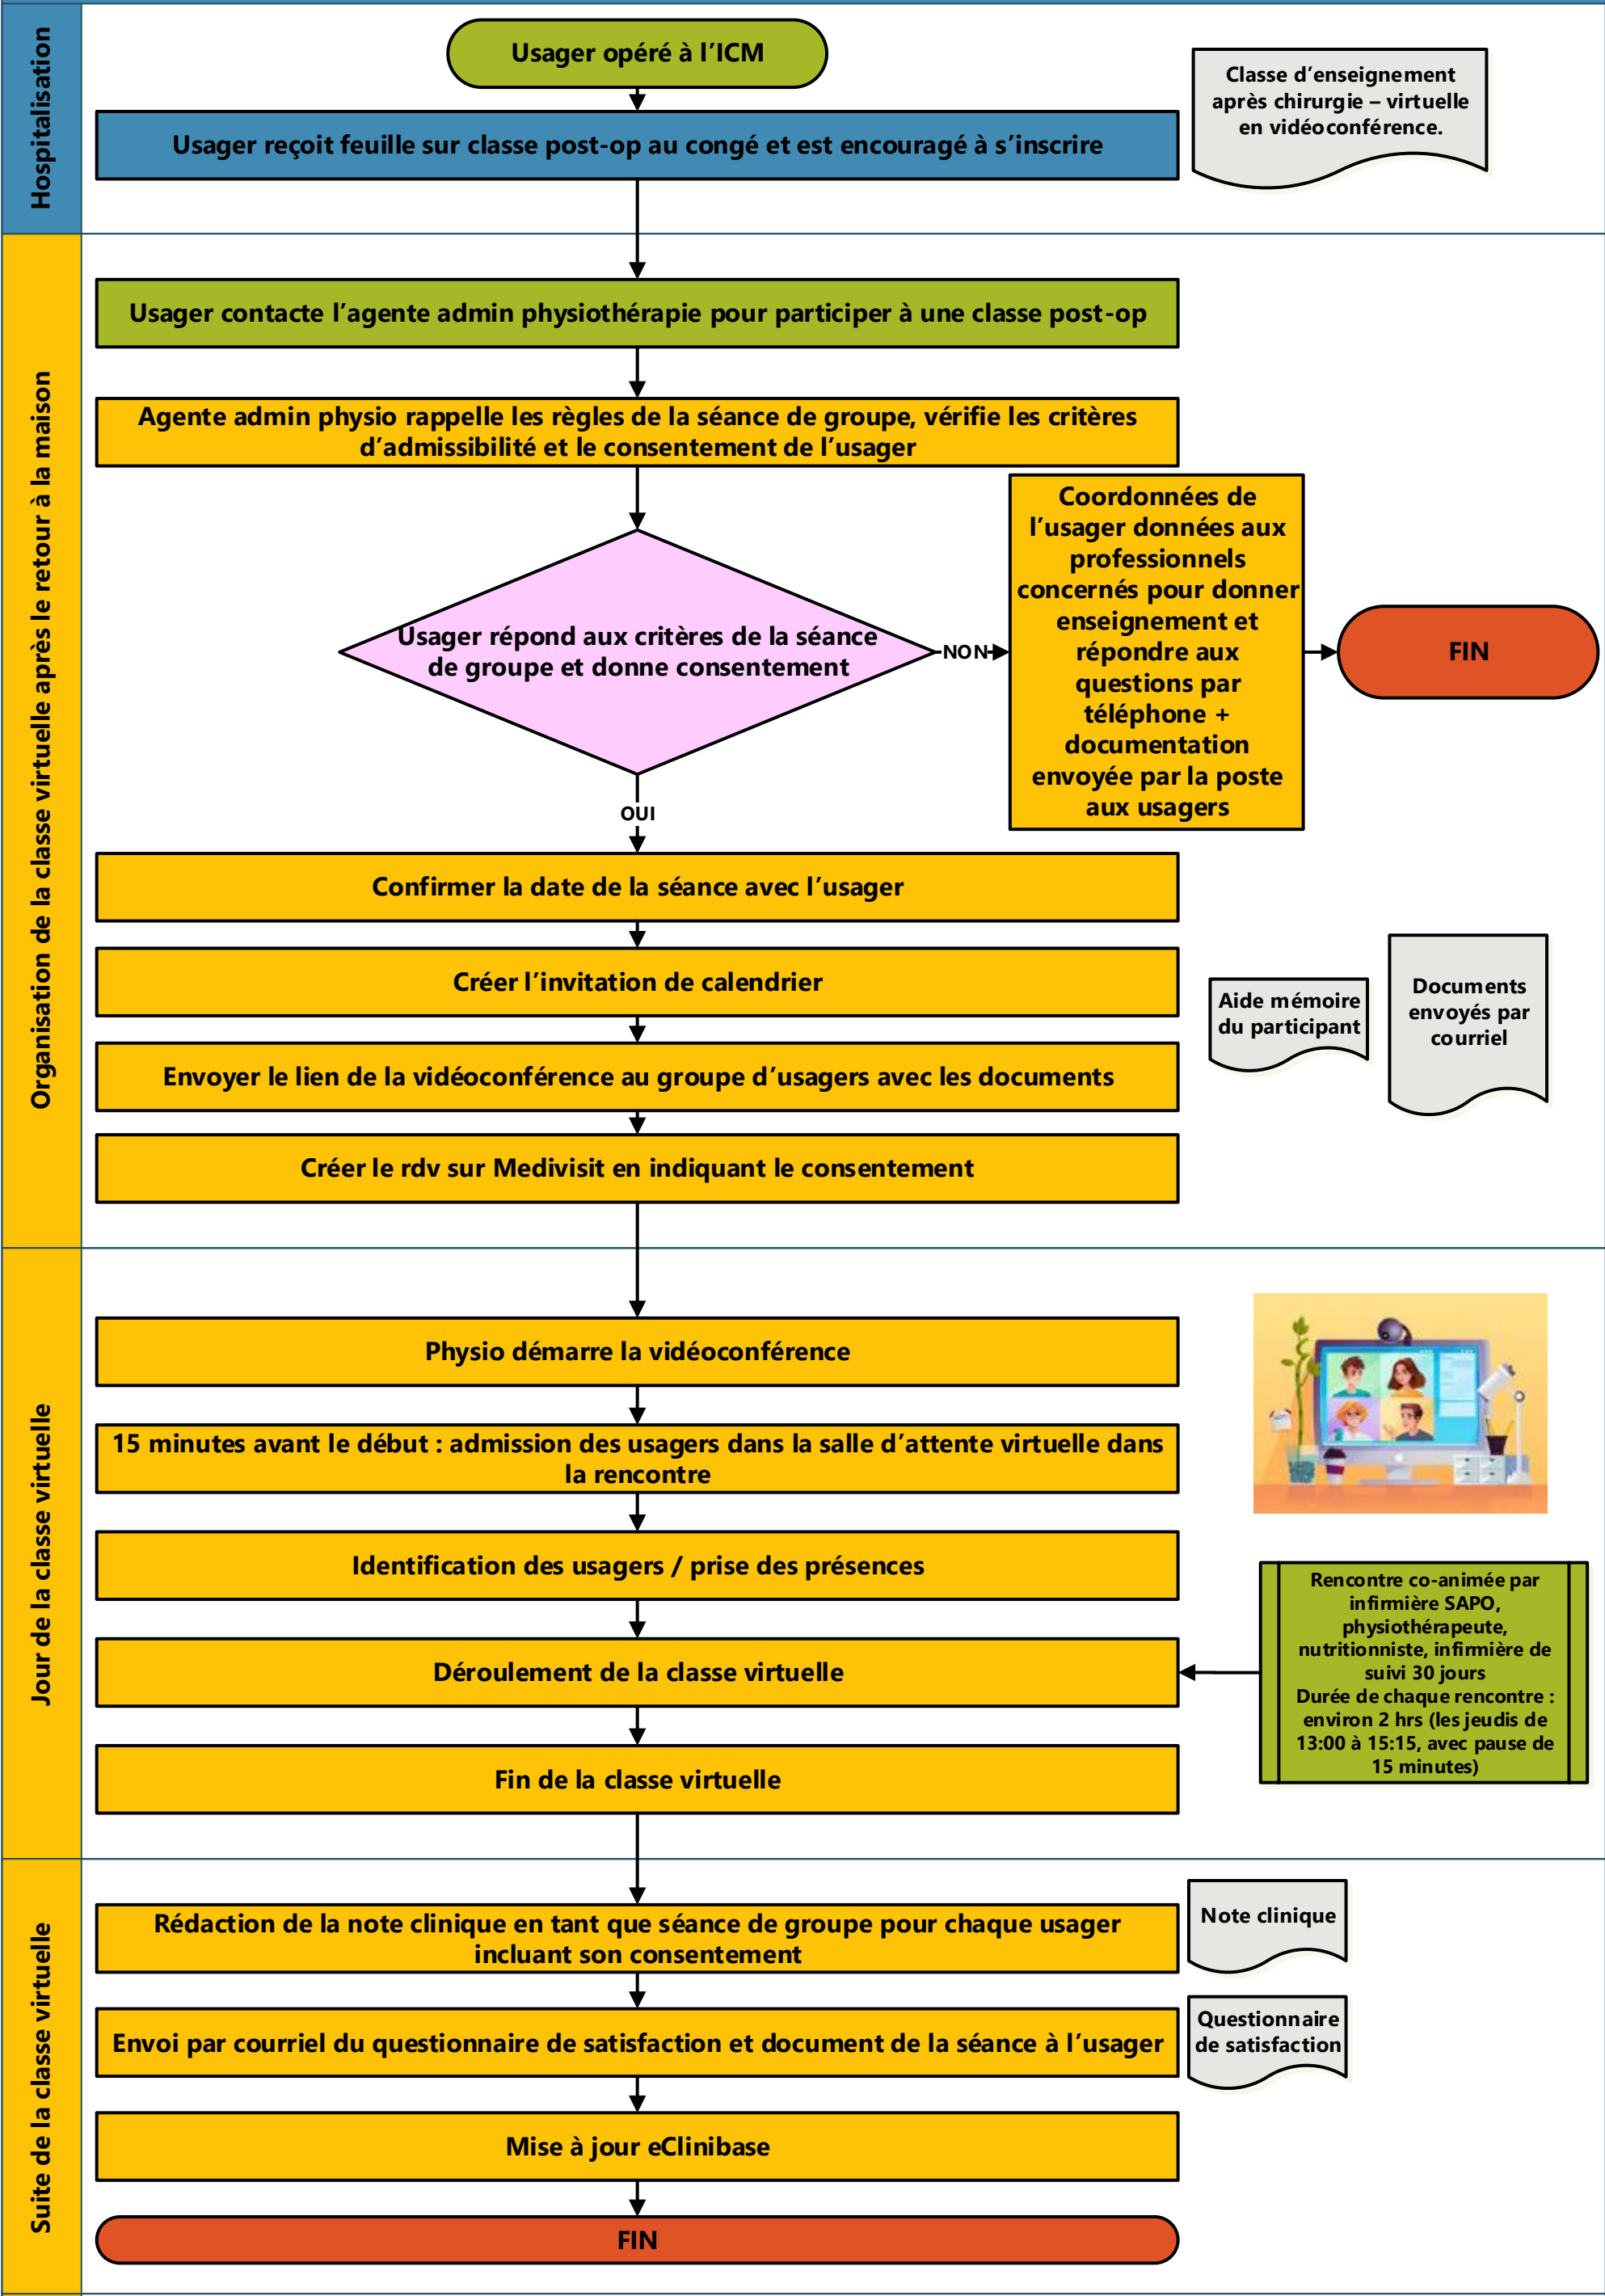 Hospitalisation
Usager opéré à l’ICM
Classe d’enseignement
après chirurgie – virtuelle
en vidéoconférence.
Usager reçoit feuille sur classe post-op au congé et est encouragé à s’inscrire
Organisation de la classe virtuelle après le retour à la maison
Usager contacte l’agente admin physiothérapie pour participer à une classe post-op
Agente admin physio rappelle les règles de la séance de groupe, vérifie les critères
d’admissibilité et le consentement de l’usager
Usager répond aux critères de la séance
de groupe et donne consentement
NON
Coordonnées de
l’usager données aux
professionnels
concernés pour donner
enseignement et
répondre aux
questions par
téléphone +
documentation
envoyée par la poste
aux usagers
FIN
OUI
Confirmer la date de la séance avec l’usager
Créer l’invitation de calendrier
Aide mémoire
du participant
Documents
envoyés par
courriel
Envoyer le lien de la vidéoconférence au groupe d’usagers avec les documents
Créer le rdv sur Medivisit en indiquant le consentement
Jour de la classe virtuelle
Physio démarre la vidéoconférence
15 minutes avant le début : admission des usagers dans la salle d’attente virtuelle dans
la rencontre
Identification des usagers / prise des présences
Déroulement de la classe virtuelle
Rencontre co-animée par
infirmière SAPO,
physiothérapeute,
nutritionniste, infirmière de
suivi 30 jours
Durée de chaque rencontre :
environ 2 hrs (les jeudis de
13:00 à 15:15, avec pause de
15 minutes)
Fin de la classe virtuelle
Suite de la classe virtuelle
Rédaction de la note clinique en tant que séance de groupe pour chaque usager
incluant son consentement
Note clinique
Envoi par courriel du questionnaire de satisfaction et document de la séance à l’usager
Questionnaire
de satisfaction
Mise à jour eClinibase
FIN